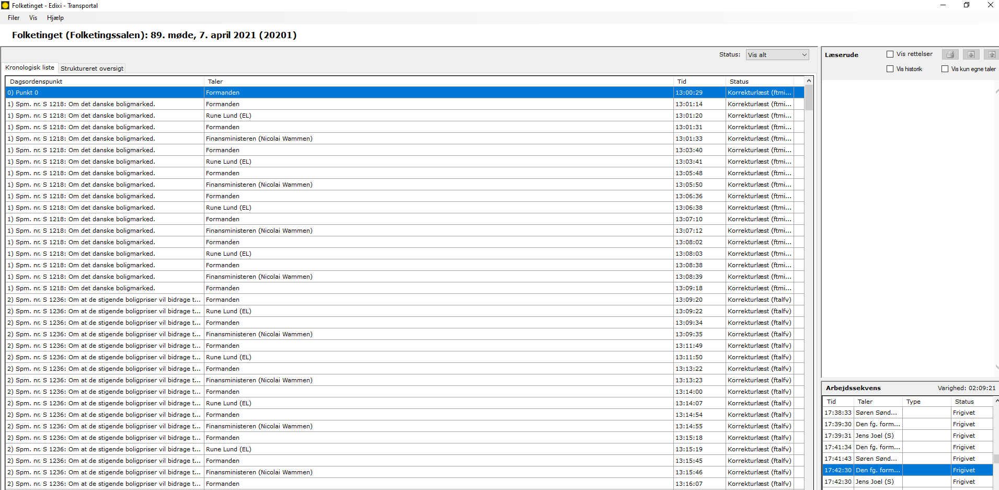 Folketinget - Edixi - Transportal
Filer Vis Hjælp
Folketinget (Folketingssalen): 89. møde, 7. april 2021 (20201)
Status: Vis alt
Kronologisk liste Struktureret oversigt
Dagsordenspunkt Taler Tid Status
0) Punkt 0 Formanden 13:00:29 Korrekturlæst (ftmi...
1) Spm. nr. S 1218: Om det danske boligmarked. Formanden 13:01:14 Korrekturlæst (ftmi...
1) Spm. nr. S 1218: Om det danske boligmarked. Rune Lund (EL) 13:01:20 Korrekturlæst (ftmi...
1) Spm. nr. S 1218: Om det danske boligmarked. Formanden 13:01:31 Korrekturlæst (ftmi...
1) Spm. nr. S 1218: Om det danske boligmarked. Finansministeren (Nicolai Wammen) 13:01:33 Korrekturlæst (ftmi...
1) Spm. nr. S 1218: Om det danske boligmarked. Formanden 13:03:40 Korrekturlæst (ftmi...
1) Spm. nr. S 1218: Om det danske boligmarked. Rune Lund (EL) 13:03:41 Korrekturlæst (ftmi...
1) Spm. nr. S 1218: Om det danske boligmarked. Formanden 13:05:48 Korrekturlæst (ftmi...
1) Spm. nr. S 1218: Om det danske boligmarked. Finansministeren (Nicolai Wammen) 13:05:50 Korrekturlæst (ftmi...
1) Spm. nr. S 1218: Om det danske boligmarked. Formanden 13:06:36 Korrekturlæst (ftmi...
1) Spm. nr. S 1218: Om det danske boligmarked. Rune Lund (EL) 13:06:38 Korrekturlæst (ftmi...
1) Spm. nr. S 1218: Om det danske boligmarked. Formanden 13:07:10 Korrekturlæst (ftmi...
1) Spm. nr. S 1218: Om det danske boligmarked. Finansministeren (Nicolai Wammen) 13:07:12 Korrekturlæst (ftmi...
1) Spm. nr. S 1218: Om det danske boligmarked. Formanden 13:08:02 Korrekturlæst (ftmi...
1) Spm. nr. S 1218: Om det danske boligmarked. Rune Lund (EL) 13:08:03 Korrekturlæst (ftmi...
1) Spm. nr. S 1218: Om det danske boligmarked. Formanden 13:08:38 Korrekturlæst (ftmi...
1) Spm. nr. S 1218: Om det danske boligmarked. Finansministeren (Nicolai Wammen) 13:08:39 Korrekturlæst (ftmi...
1) Spm. nr. S 1218: Om det danske boligmarked. Formanden 13:09:18 Korrekturlæst (ftmi...
2) Spm. nr. S 1236: Om at de stigende boligpriser vil bidrage t... Formanden 13:09:20 Korrekturlæst (ftalfv)
2) Spm. nr. S 1236: Om at de stigende boligpriser vil bidrage t... Rune Lund (EL) 13:09:22 Korrekturlæst (ftalfv)
2) Spm. nr. S 1236: Om at de stigende boligpriser vil bidrage t... Formanden 13:09:34 Korrekturlæst (ftalfv)
2) Spm. nr. S 1236: Om at de stigende boligpriser vil bidrage t... Finansministeren (Nicolai Wammen) 13:09:35 Korrekturlæst (ftalfv)
2) Spm. nr. S 1236: Om at de stigende boligpriser vil bidrage t... Formanden 13:11:49 Korrekturlæst (ftalfv)
2) Spm. nr. S 1236: Om at de stigende boligpriser vil bidrage t... Rune Lund (EL) 13:11:50 Korrekturlæst (ftalfv)
2) Spm. nr. S 1236: Om at de stigende boligpriser vil bidrage t... Formanden 13:13:22 Korrekturlæst (ftalfv)
2) Spm. nr. S 1236: Om at de stigende boligpriser vil bidrage t... Finansministeren (Nicolai Wammen) 13:13:23 Korrekturlæst (ftalfv)
2) Spm. nr. S 1236: Om at de stigende boligpriser vil bidrage t... Formanden 13:14:00 Korrekturlæst (ftalfv)
2) Spm. nr. S 1236: Om at de stigende boligpriser vil bidrage t... Rune Lund (EL) 13:14:07 Korrekturlæst (ftalfv)
2) Spm. nr. S 1236: Om at de stigende boligpriser vil bidrage t... Formanden 13:14:54 Korrekturlæst (ftalfv)
2) Spm. nr. S 1236: Om at de stigende boligpriser vil bidrage t... Finansministeren (Nicolai Wammen) 13:14:55 Korrekturlæst (ftalfv)
2) Spm. nr. S 1236: Om at de stigende boligpriser vil bidrage t... Formanden 13:15:18 Korrekturlæst (ftalfv)
2) Spm. nr. S 1236: Om at de stigende boligpriser vil bidrage t... Rune Lund (EL) 13:15:19 Korrekturlæst (ftalfv)
2) Spm. nr. S 1236: Om at de stigende boligpriser vil bidrage t... Formanden 13:15:45 Korrekturlæst (ftalfv)
2) Spm. nr. S 1236: Om at de stigende boligpriser vil bidrage t... Finansministeren (Nicolai Wammen) 13:15:46 Korrekturlæst (ftalfv)
2) Spm. nr. S 1236: Om at de stigende boligpriser vil bidrage t... Formanden 13:16:07 Korrekturlæst (ftalfv)
Læserude Vis rettelser
Vis historik Vis kun egne taler
Arbejdssekvens Varighed: 02:09:21
Tid Taler Type Status
17:38:33 Søren Sønd... Frigivet
17:39:30 Den fg. form... Frigivet
17:39:31 Jens Joel (S) Frigivet
17:41:34 Den fg. form... Frigivet
17:41:43 Søren Sønd... Frigivet
17:42:30 Den fg. form... Frigivet
17:42:30 Jens Joel (S) Frigivet